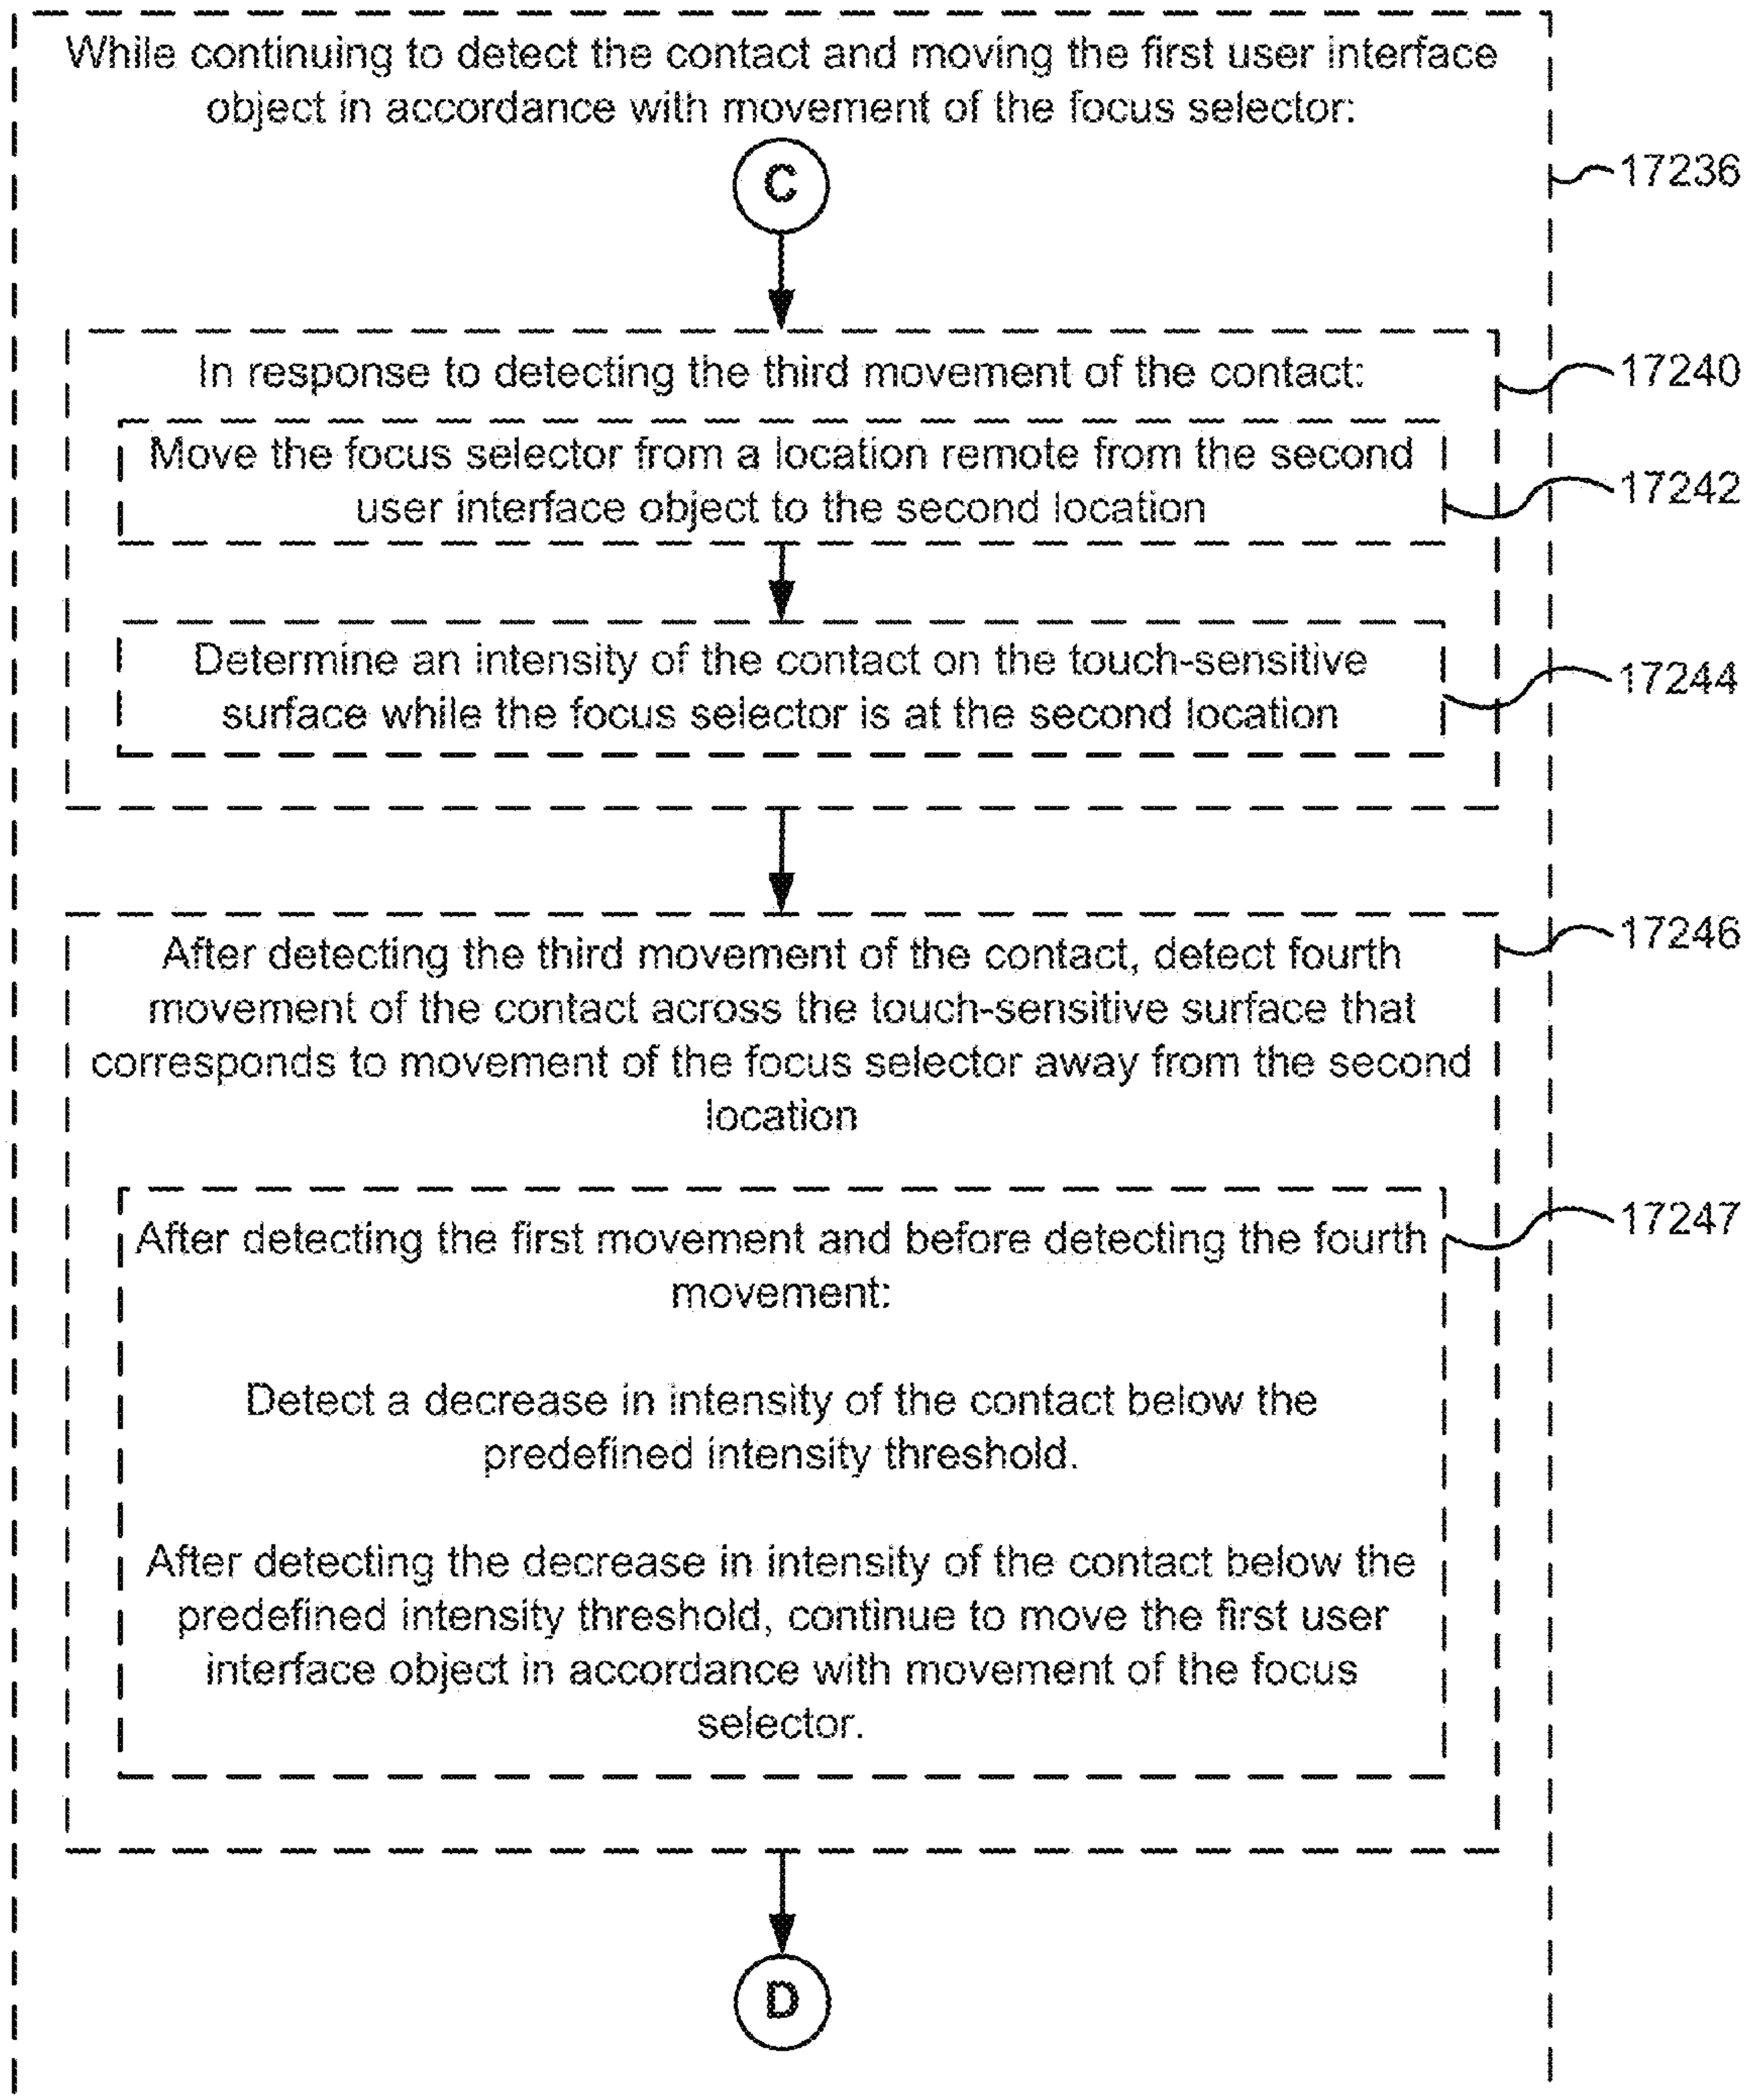 While continuing to detect the contact and moving the first user interface
object in accordance with movement of the focus selector:
C
17236
In response to detecting the third movement of the contact:
17240
Move the focus selector from a location remote from the second
user interface object to the second location
17242
Determine an intensity of the contact on the touch-sensitive
surface while the focus selector is at the second location
17244
After detecting the third movement of the contact, detect fourth
movement of the contact across the touch-sensitive surface that
corresponds to movement of the focus selector away from the second
location
17246
After detecting the first movement and before detecting the fourth
movement:
17247
Detect a decrease in intensity of the contact below the
predefined intensity threshold.
After detecting the decrease in intensity of the contact below the
predefined intensity threshold, continue to move the first user
interface object in accordance with movement of the focus
selector.
D